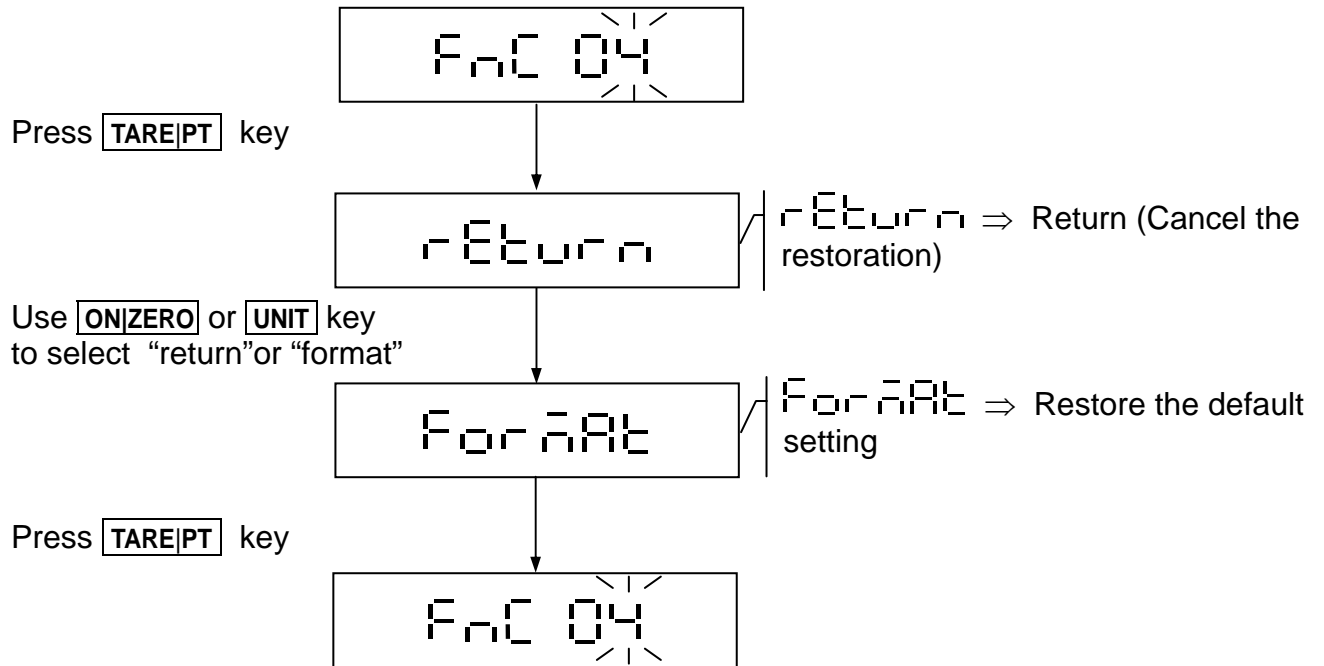 FnC 04
Press TARE|PT key
rEturn
rEturn ⇒ Return (Cancel the
restoration)
Use ON|ZERO or UNIT key
to select “return”or “format”
FormAt
FormAt ⇒ Restore the default
setting
Press TARE|PT key
FnC 04